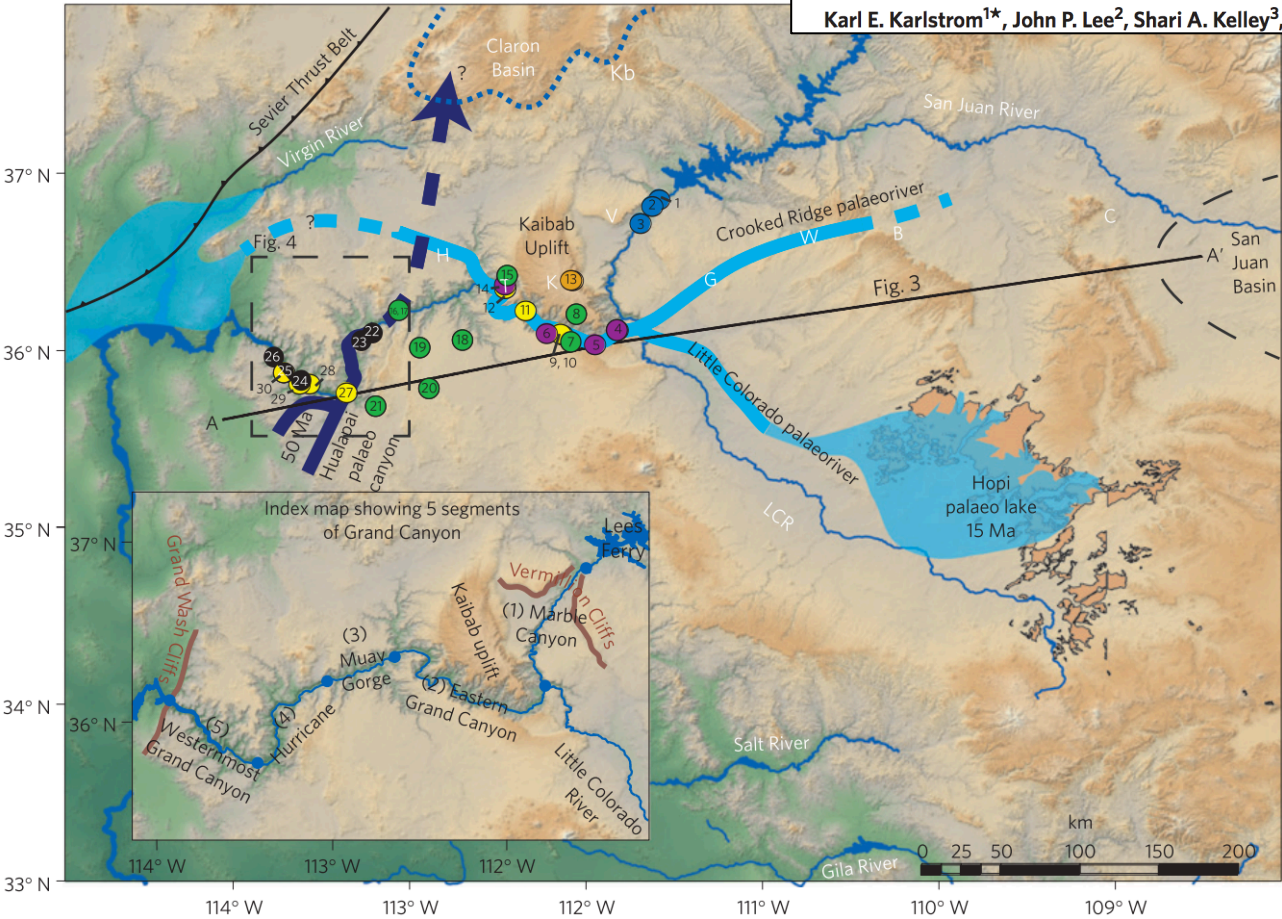 Karl E. Karlstrom1*, John P. Lee2, Shari A. Kelley3,
Sevier Thrust Belt
Claron
Basin
?
Kb
San Juan River
Virgin River
37° N
2
1
3
V
Crooked Ridge palaeoriver
Kaibab
Uplift
W
B
C
?
Fig. 4
H
San
Juan
Basin
A'
15
14
12
K
13
G
Fig. 3
11
8
16, 17
6
7
5
4
9, 10
36° N
22
23
19
18
26
25
24
28
30
29
27
20
21
A
Little Colorado palaeoriver
50 Ma
Hualapai
palaeo
canyon
Hopi
palaeo lake
15 Ma
LCR
35° N
Index map showing 5 segments
of Grand Canyon
37° N
Lees
Ferry
Grand Wash Cliffs
Vermilion Cliffs
(1) Marble
Canyon
Kaibab uplift
(3)
Muav
Gorge
(2) Eastern
Grand Canyon
(4)
Hurricane
(5)
Westernmost
Grand Canyon
Little Colorado
River
36° N
34° N
Salt River
Gila River
km
0 25 50 100 150 200
33° N
114° W 113° W 112° W
114° W 113° W 112° W 111° W 110° W 109° W